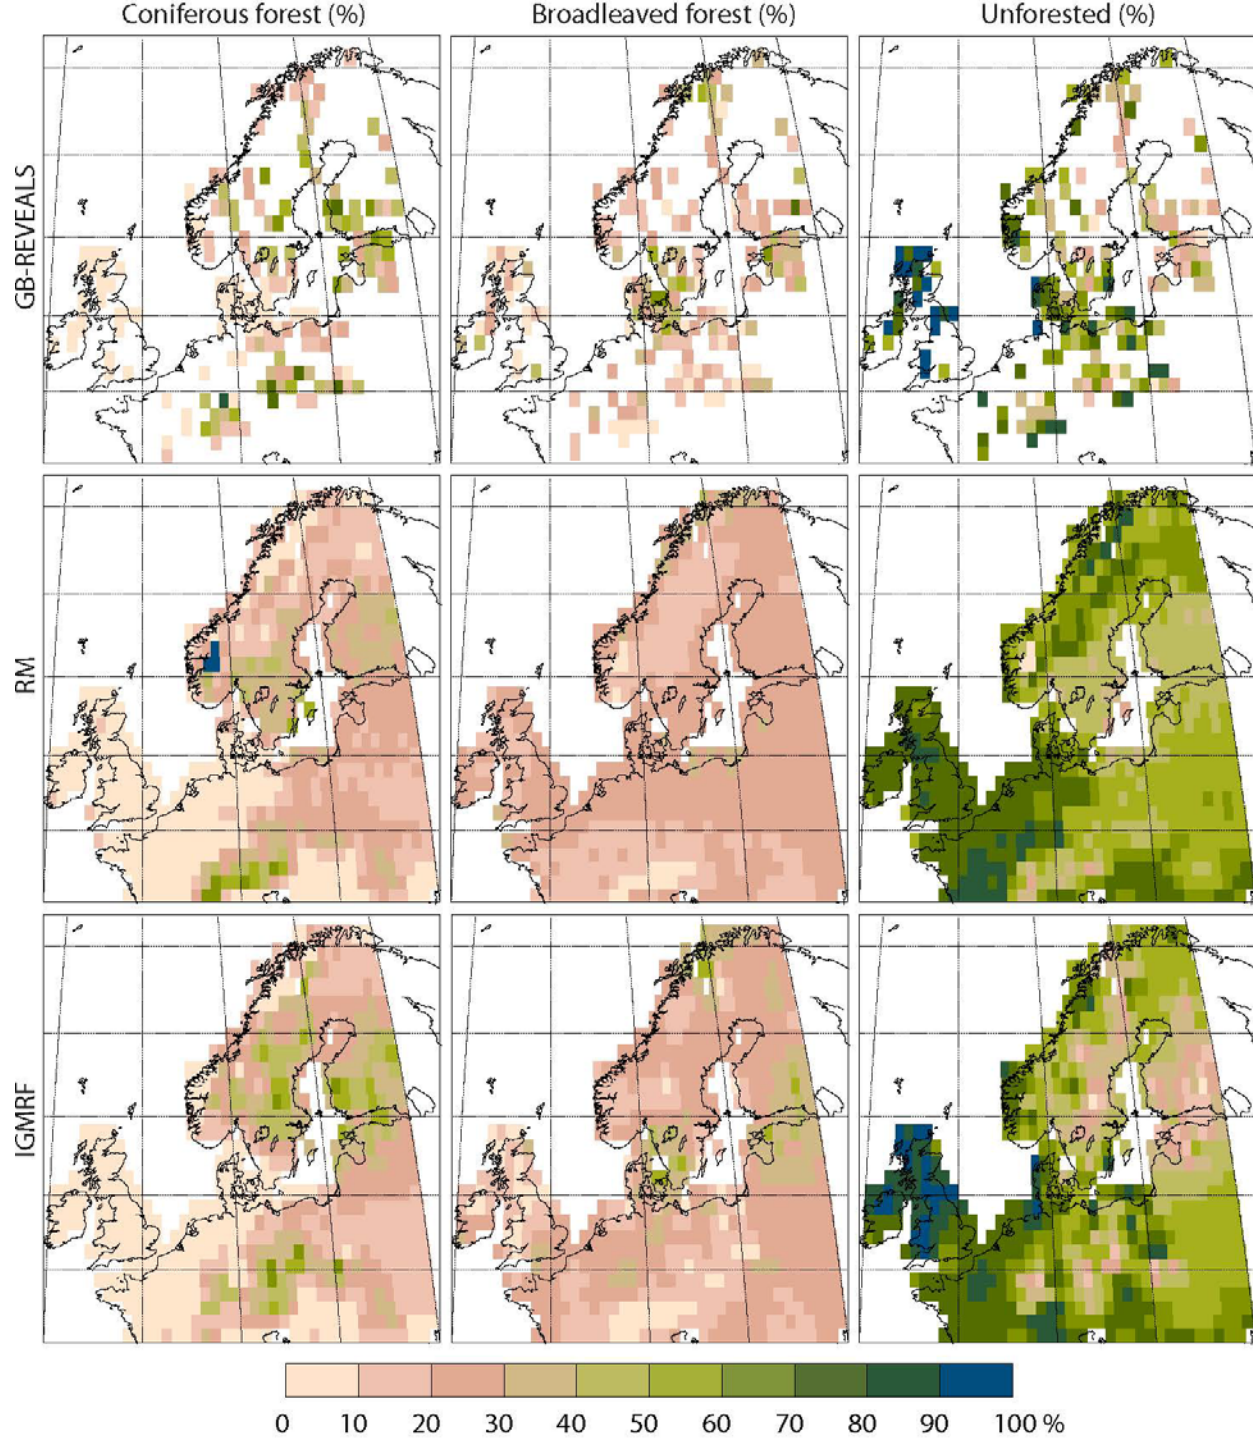 Coniferous forest (%) Broadleaved forest (%) Unforested (%)
GB-REVEALS
RM
IGMRF
0 10 20 30 40 50 60 70 80 90 100 %